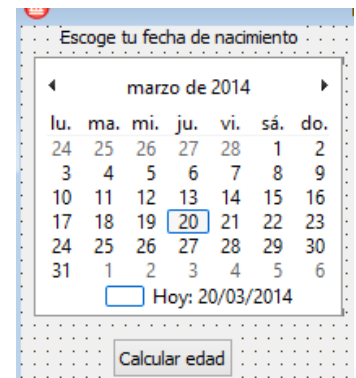 Escoge tu fecha de nacimiento
marzo de 2014
lu. ma. mi. ju. vi. sá. do.
24 25 26 27 28 1 2
3 4 5 6 7 8 9
10 11 12 13 14 15 16
17 18 19 20 21 22 23
24 25 26 27 28 29 30
31 1 2 3 4 5 6
Hoy: 20/03/2014
Calcular edad